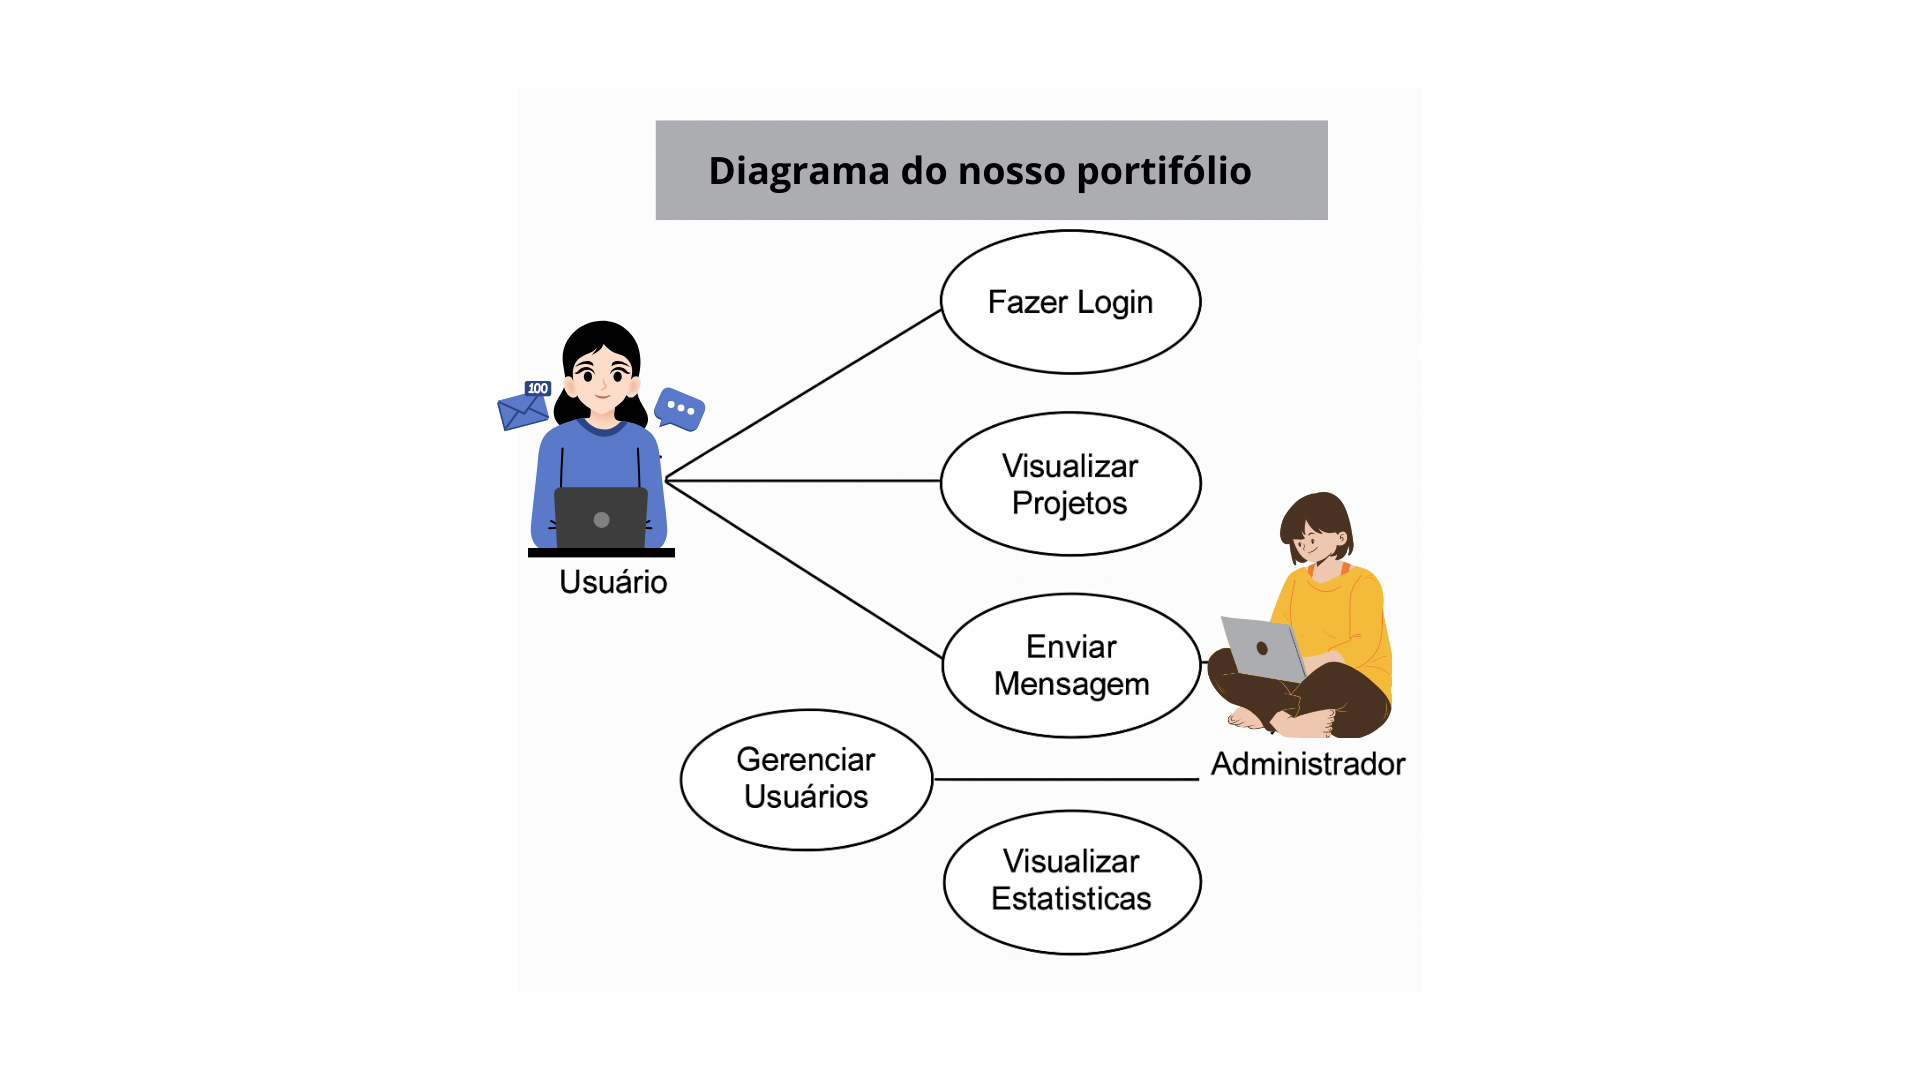 Diagrama do nosso portifólio
Fazer Login
100
Visualizar
Projetos
Usuário
Enviar
Mensagem
Administrador
Gerenciar
Usuários
Visualizar
Estatisticas